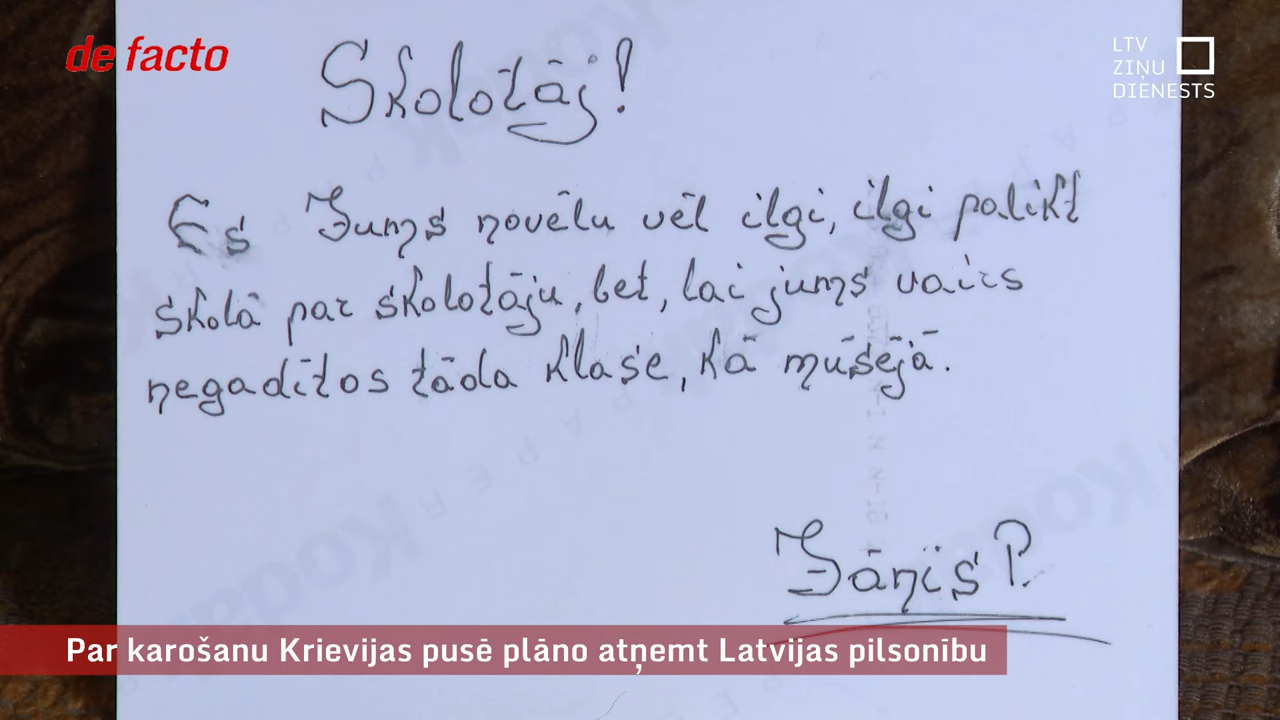 de facto
LTV
ZIŅU
DIENESTS
Skolotāj!
Es Jums novēlu vēl ilgi, ilgi palikt
skolā par skolotāju, bet, lai jums vairs
negadītos tāda klase, kā mūsējā.
Jānis P.
Par karošanu Krievijas pusē plāno atņemt Latvijas pilsonību